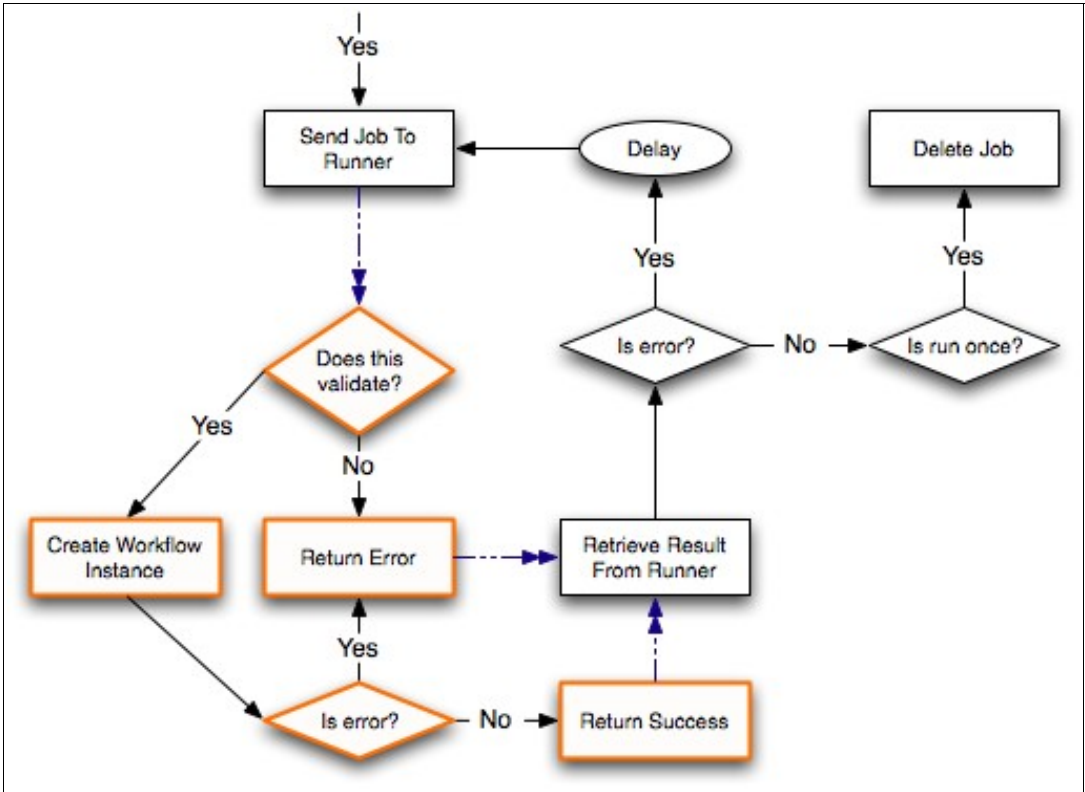 Yes
Send Job To
Runner
Delay
Delete Job
Yes
Yes
Does this
validate?
Is error?
No
Is run once?
Yes
No
Create Workflow
Instance
Return Error
Retrieve Result
From Runner
Yes
Is error?
No
Return Success